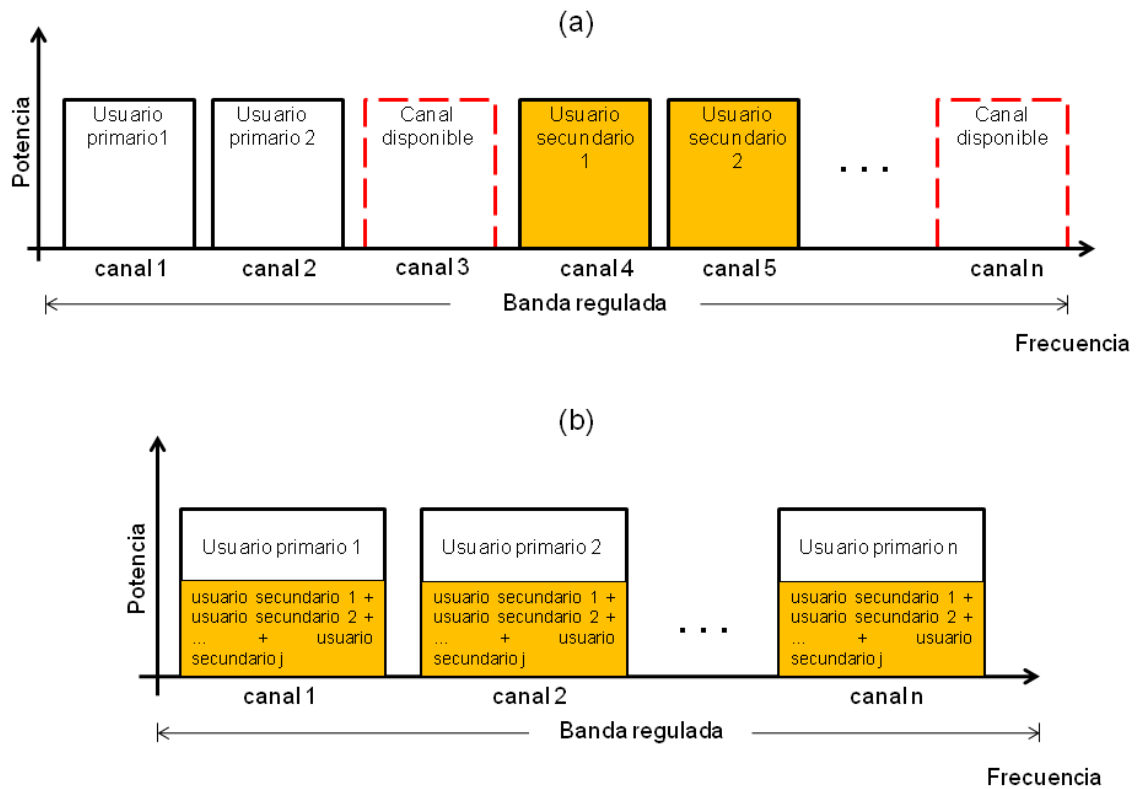 (a)
Potencia
Usuario
primario 1
Usuario
primario 2
Canal
disponible
Usuario
secundario
1
Usuario
secundario
2
. . .
Canal
disponible
canal 1
canal 2
canal 3
canal 4
canal 5
canal n
Banda regulada
Frecuencia
(b)
Potencia
Usuario primario 1
usuario secundario 1 +
usuario secundario 2 +
... + usuario
secundario j
Usuario primario 2
usuario secundario 1 +
usuario secundario 2 +
... + usuario
secundario j
. . .
Usuario primario n
usuario secundario 1 +
usuario secundario 2 +
... + usuario
secundario j
canal 1
canal 2
canal n
Banda regulada
Frecuencia